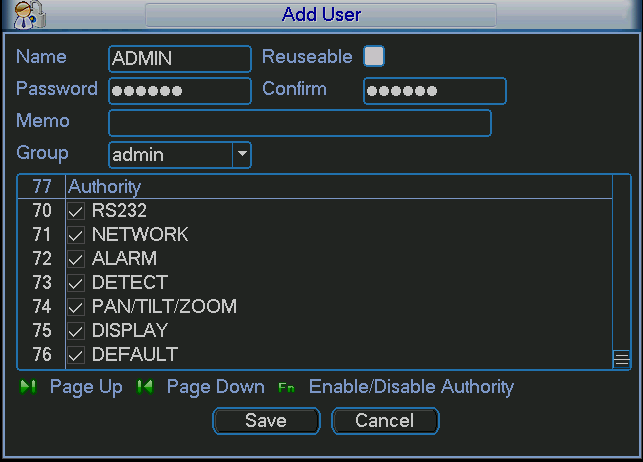 Add User
Name ADMIN Reuseable
Password ●●●●●● Confirm ●●●●●●
Memo
Group admin
77 Authority
70 RS232
71 NETWORK
72 ALARM
73 DETECT
74 PAN/TILT/ZOOM
75 DISPLAY
76 DEFAULT
Page Up Page Down Fn Enable/Disable Authority
Save Cancel